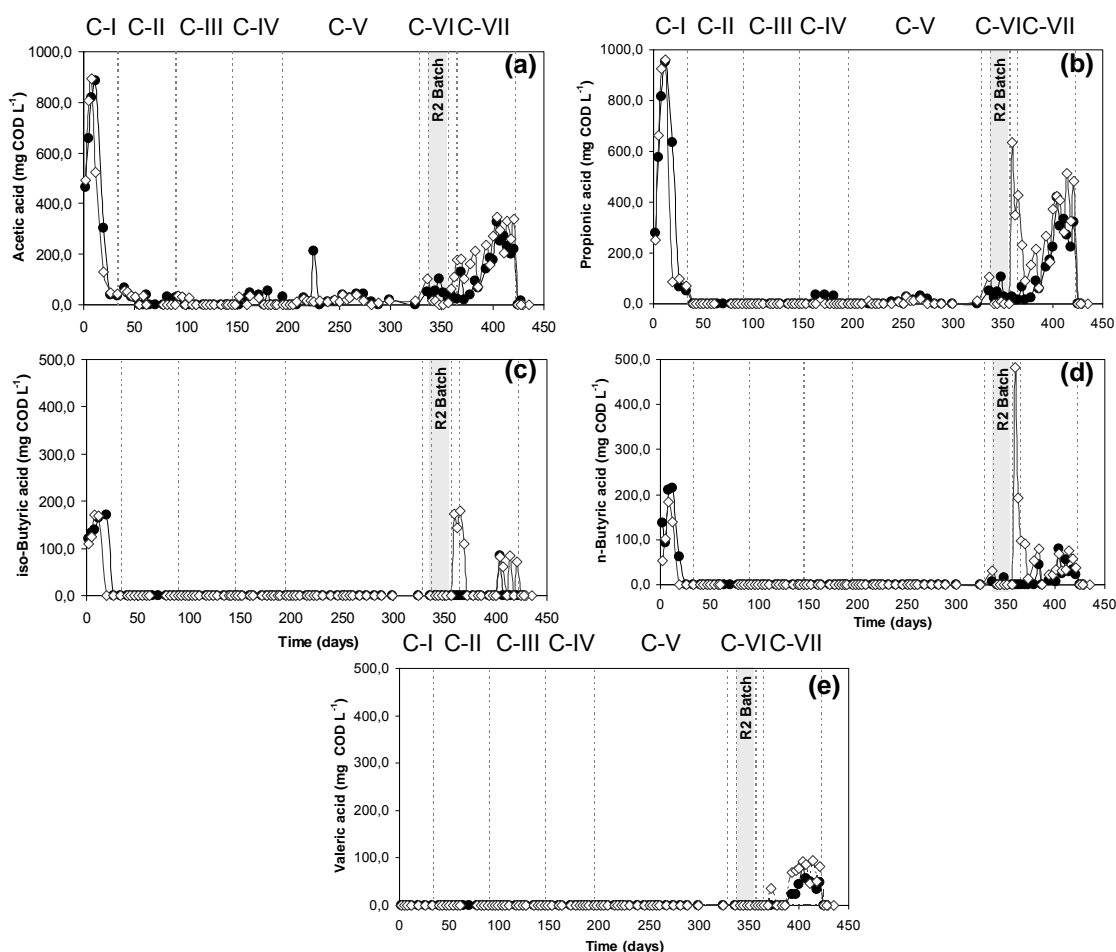 C-I C-II C-III C-IV C-V C-VI C-VII C-I C-II C-III C-IV C-V C-VI C-VII
(a)
Acetic acid (mg COD L-1)
1000,0
800,0
600,0
400,0
200,0
0,0
R2 Batch
0 50 100 150 200 250 300 350 400 450
(b)
Propionic acid (mg COD L-1)
1000,0
800,0
600,0
400,0
200,0
0,0
R2 Batch
0 50 100 150 200 250 300 350 400 450
(c)
iso-Butyric acid (mg COD L-1)
500,0
400,0
300,0
200,0
100,0
0,0
R2 Batch
0 50 100 150 200 250 300 350 400 450
Time (days)
(d)
n-Butyric acid (mg COD L-1)
500,0
400,0
300,0
200,0
100,0
0,0
R2 Batch
0 50 100 150 200 250 300 350 400 450
Time (days)
C-I C-II C-III C-IV C-V C-VI C-VII
(e)
Valeric acid (mg COD L-1)
500,0
400,0
300,0
200,0
100,0
0,0
R2 Batch
0 50 100 150 200 250 300 350 400 450
Time (days)